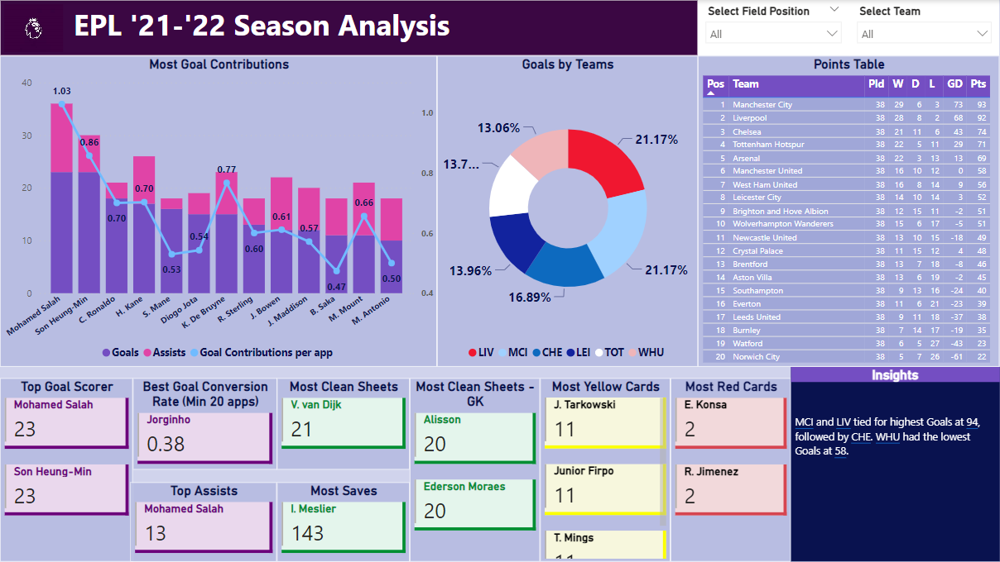 EPL '21-'22 Season Analysis
Select Field Position
All
Select Team
All
Most Goal Contributions
40
30
20
10
0
1.03
0.86
0.70
0.70
0.53
0.54
0.77
0.60
0.61
0.57
0.47
0.66
0.50
1.0
0.8
0.6
0.4
Mohamed Salah
Son Heung-Min
C. Ronaldo
H. Kane
S. Mane
Diogo Jota
K. De Bruyne
R. Sterling
J. Bowen
J. Maddison
B. Saka
M. Mount
M. Antonio
Goals Assists Goal Contributions per app
Goals by Teams
13.06%
21.17%
13.7...
13.96%
21.17%
16.89%
LIV MCI CHE LEI TOT WHU
Points Table
Pos Team Pld W D L GD Pts
1 Manchester City 38 29 6 3 73 93
2 Liverpool 38 28 8 2 68 92
3 Chelsea 38 21 11 6 43 74
4 Tottenham Hotspur 38 22 5 11 29 71
5 Arsenal 38 22 3 13 13 69
6 Manchester United 38 16 10 12 0 58
7 West Ham United 38 16 8 14 9 56
8 Leicester City 38 14 10 14 3 52
9 Brighton and Hove Albion 38 12 15 11 -2 51
10 Wolverhampton Wanderers 38 15 6 17 -5 51
11 Newcastle United 38 13 10 15 -18 49
12 Crystal Palace 38 11 15 12 4 48
13 Brentford 38 13 7 18 -8 46
14 Aston Villa 38 13 6 19 -2 45
15 Southampton 38 9 13 16 -24 40
16 Everton 38 11 6 21 -23 39
17 Leeds United 38 9 11 18 -37 38
18 Burnley 38 7 14 17 -19 35
19 Watford 38 6 5 27 -43 23
20 Norwich City 38 5 7 26 -61 22
Top Goal Scorer
Mohamed Salah
23
Son Heung-Min
23
Best Goal Conversion
Rate (Min 20 apps)
Jorginho
0.38
Top Assists
Mohamed Salah
13
Most Clean Sheets
V. van Dijk
21
Most Saves
I. Meslier
143
Most Clean Sheets -
GK
Alisson
20
Ederson Moraes
20
Most Yellow Cards
J. Tarkowski
11
Junior Firpo
11
T. Mings
Most Red Cards
E. Konsa
2
R. Jimenez
2
Insights
MCI and LIV tied for highest Goals at 94,
followed by CHE. WHU had the lowest
Goals at 58.